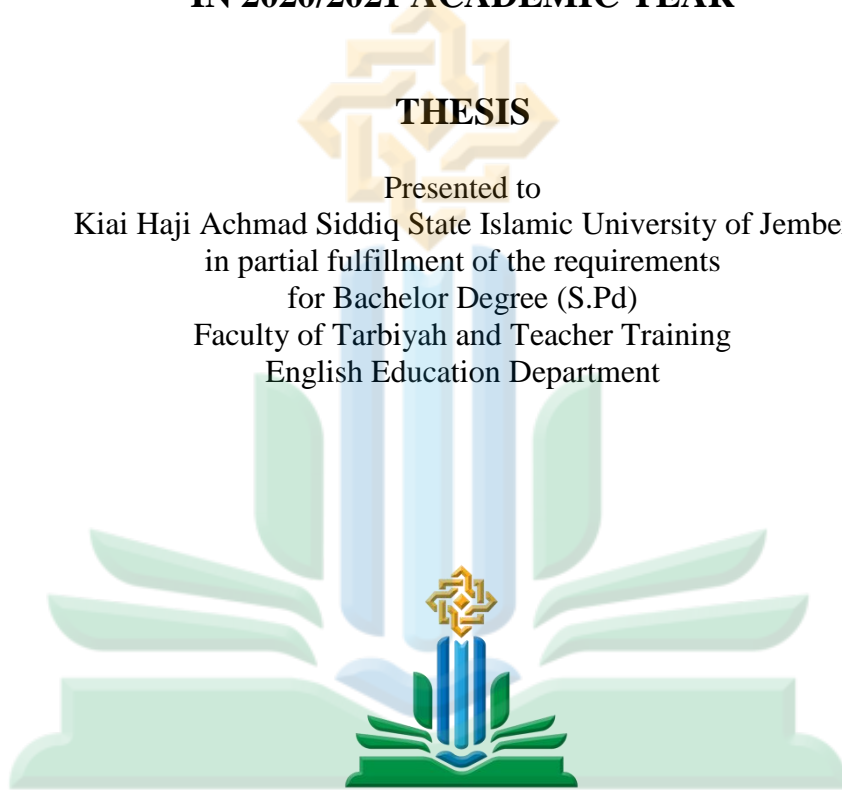 IN 2020/2021 ACADEMIC YEAR
THESIS
Presented to
Kiai Haji Achmad Siddiq State Islamic University of Jember
in partial fulfillment of the requirements
for Bachelor Degree (S.Pd)
Faculty of Tarbiyah and Teacher Training
English Education Department